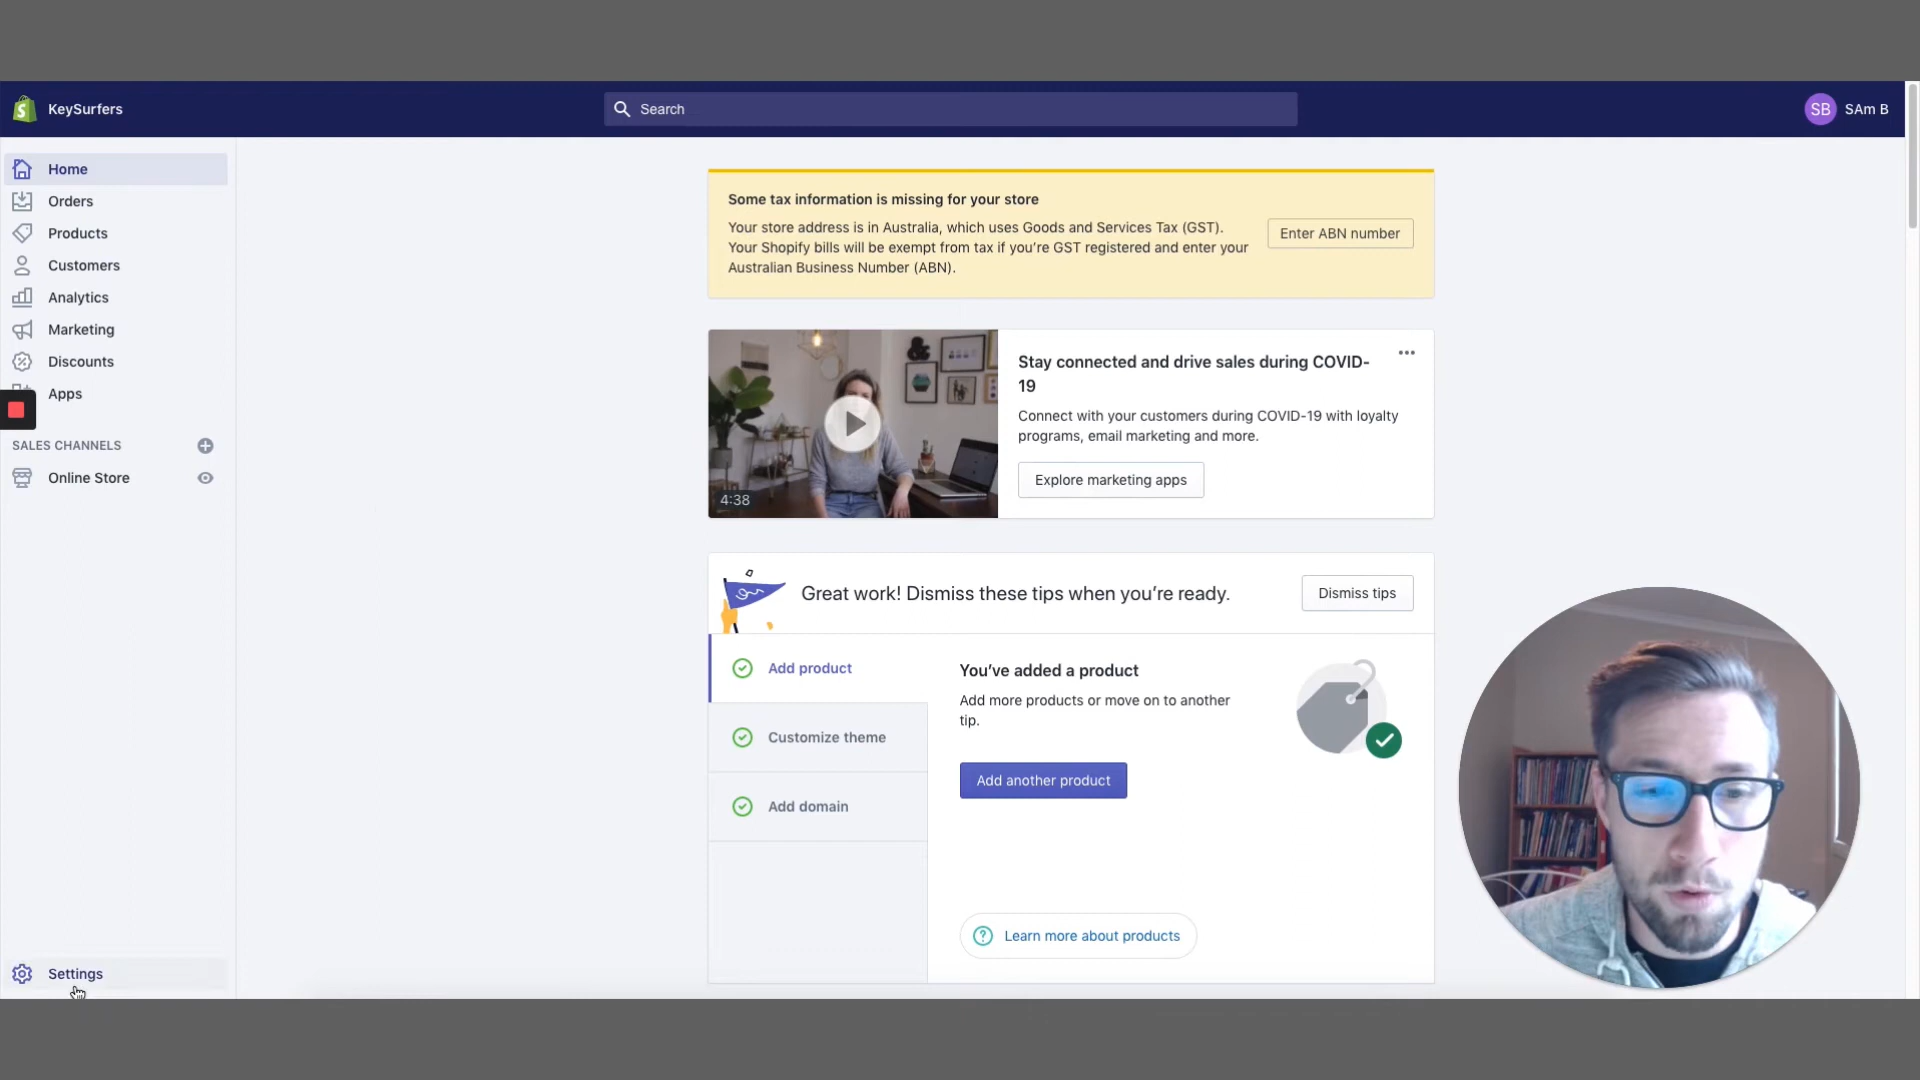 KeySurfers
Search
SB
SAm B
Home
Orders
Products
Customers
Analytics
Marketing
Discounts
Apps
SALES CHANNELS
Online Store
Settings
Some tax information is missing for your store
Your store address is in Australia, which uses Goods and Services Tax (GST).
Your Shopify bills will be exempt from tax if you're GST registered and enter your
Australian Business Number (ABN).
Enter ABN number
4:38
Stay connected and drive sales during COVID-
19
Connect with your customers during COVID-19 with loyalty
programs, email marketing and more.
Explore marketing apps
Great work! Dismiss these tips when you're ready.
Dismiss tips
Add product
Customize theme
Add domain
You've added a product
Add more products or move on to another
tip.
Add another product
Learn more about products